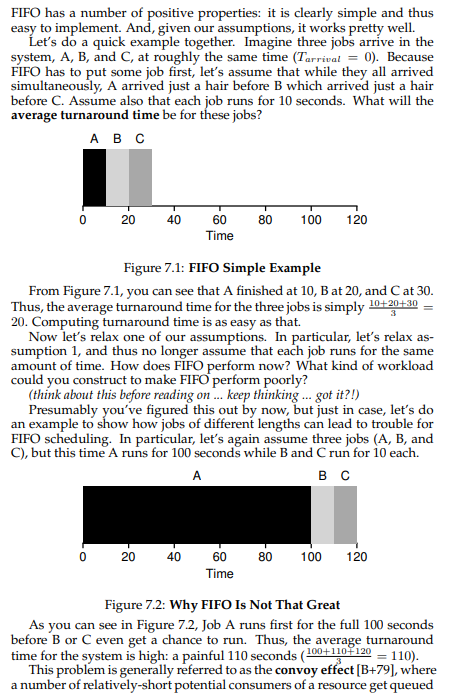 FIFO has a number of positive properties: it is clearly simple and thus
easy to implement. And, given our assumptions, it works pretty well.
Let's do a quick example together. Imagine three jobs arrive in the
system, A, B, and C, at roughly the same time (T_arrival = 0). Because
FIFO has to put some job first, let's assume that while they all arrived
simultaneously, A arrived just a hair before B which arrived just a hair
before C. Assume also that each job runs for 10 seconds. What will the
average turnaround time be for these jobs?
A B C
0 20 40 60 80 100 120
Time
Figure 7.1: FIFO Simple Example
From Figure 7.1, you can see that A finished at 10, B at 20, and C at 30.
Thus, the average turnaround time for the three jobs is simply (10+20+30)/3 =
20. Computing turnaround time is as easy as that.
Now let's relax one of our assumptions. In particular, let's relax as-
sumption 1, and thus no longer assume that each job runs for the same
amount of time. How does FIFO perform now? What kind of workload
could you construct to make FIFO perform poorly?
(think about this before reading on ... keep thinking ... got it?!)
Presumably you've figured this out by now, but just in case, let's do
an example to show how jobs of different lengths can lead to trouble for
FIFO scheduling. In particular, let's again assume three jobs (A, B, and
C), but this time A runs for 100 seconds while B and C run for 10 each.
A B C
0 20 40 60 80 100 120
Time
Figure 7.2: Why FIFO Is Not That Great
As you can see in Figure 7.2, Job A runs first for the full 100 seconds
before B or C even get a chance to run. Thus, the average turnaround
time for the system is high: a painful 110 seconds ((100+110+120)/3 = 110).
This problem is generally referred to as the convoy effect [B+79], where
a number of relatively-short potential consumers of a resource get queued